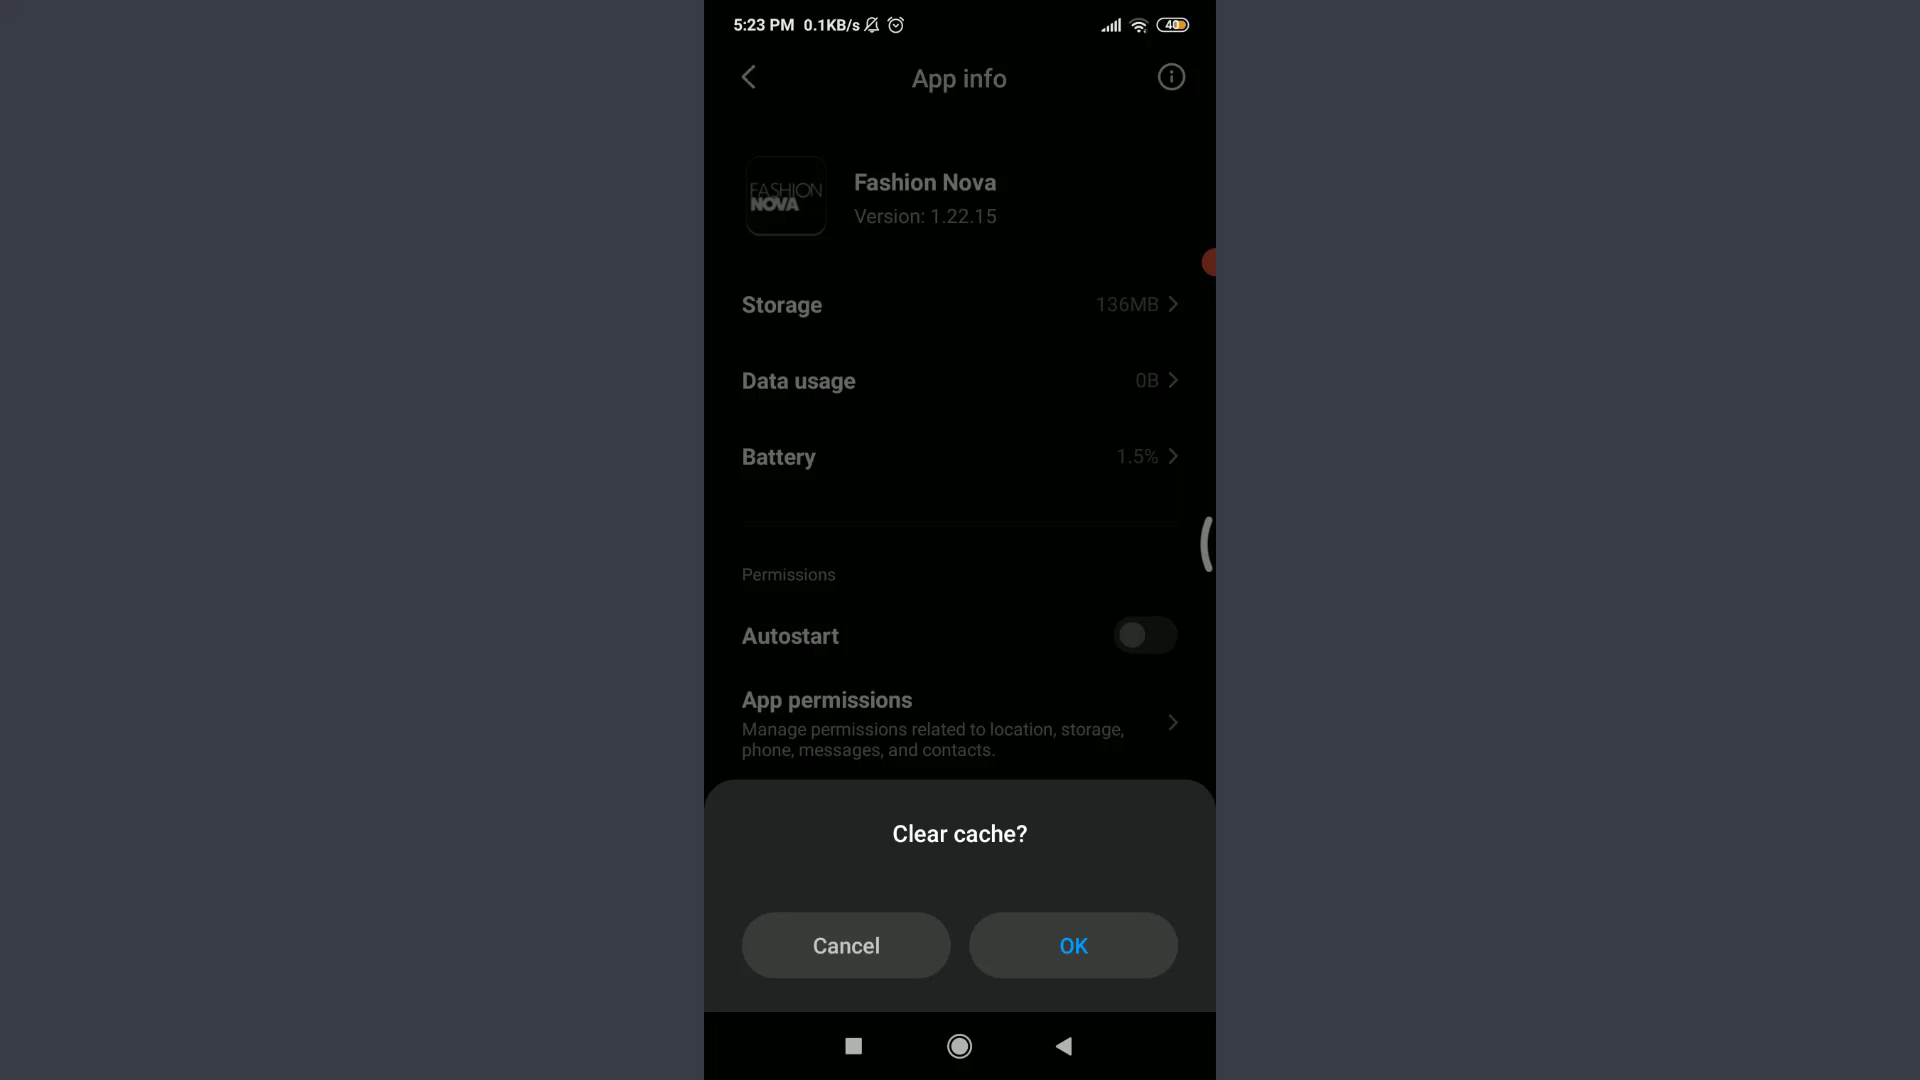 5:23 PM 0.1KB/s 40
App info
FASHION
NOVA
Fashion Nova
Version: 1.22.15
Storage 136MB
Data usage 0B
Battery 1.5%
Permissions
Autostart
App permissions
Manage permissions related to location, storage,
phone, messages, and contacts.
Clear cache?
Cancel OK